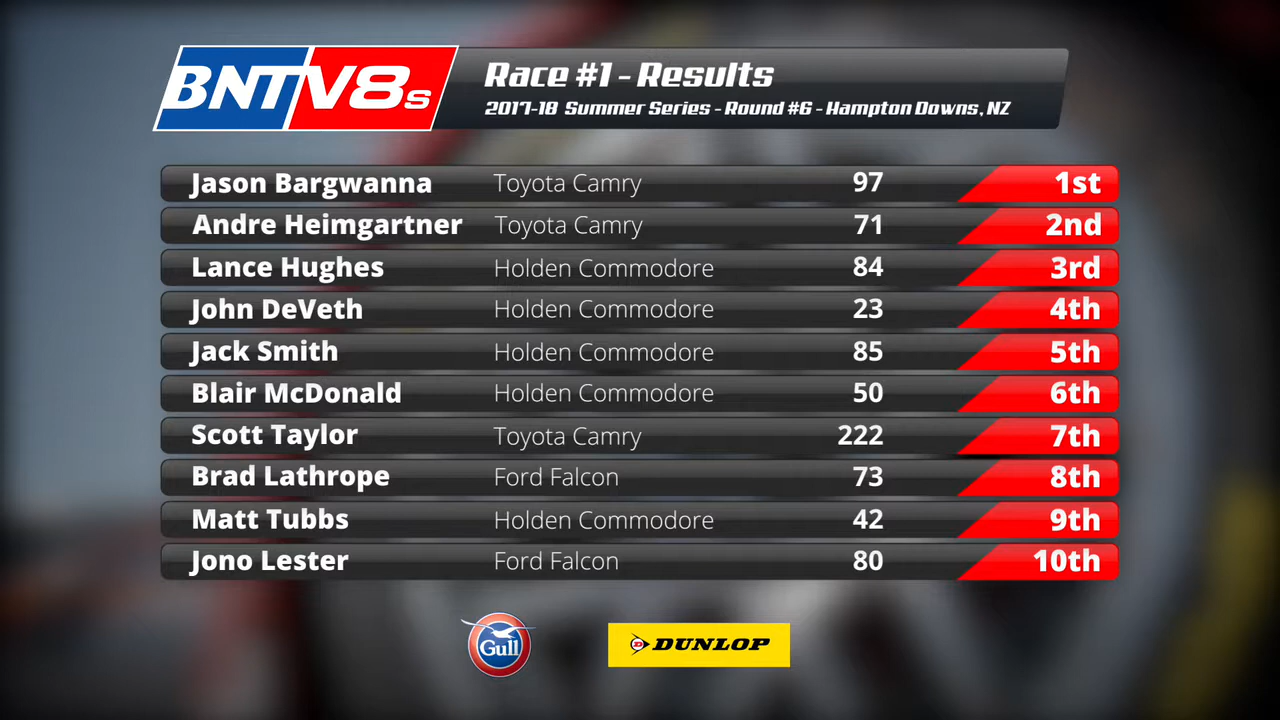 BNTV8s
Race #1 - Results
2017-18 Summer Series - Round #6 - Hampton Downs, NZ
Jason Bargwanna Toyota Camry 97 1st
Andre Heimgartner Toyota Camry 71 2nd
Lance Hughes Holden Commodore 84 3rd
John DeVeth Holden Commodore 23 4th
Jack Smith Holden Commodore 85 5th
Blair McDonald Holden Commodore 50 6th
Scott Taylor Toyota Camry 222 7th
Brad Lathrope Ford Falcon 73 8th
Matt Tubbs Holden Commodore 42 9th
Jono Lester Ford Falcon 80 10th
Gull D DUNLOP